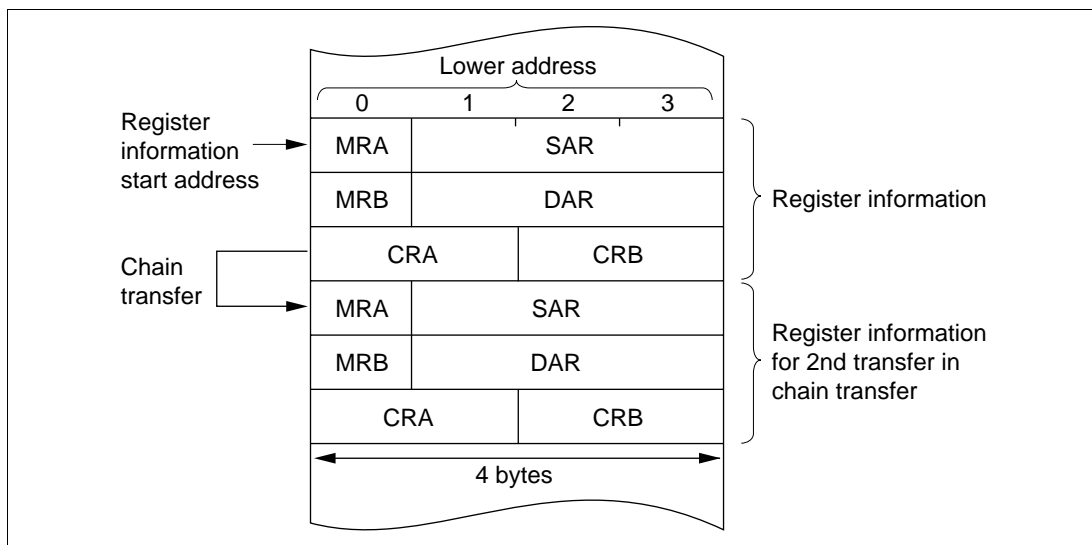 Lower address
0 1 2 3
Register
information
start address
MRA SAR
MRB DAR
Register information
CRA CRB
Chain
transfer
MRA SAR
MRB DAR
Register information
for 2nd transfer in
chain transfer
CRA CRB
4 bytes